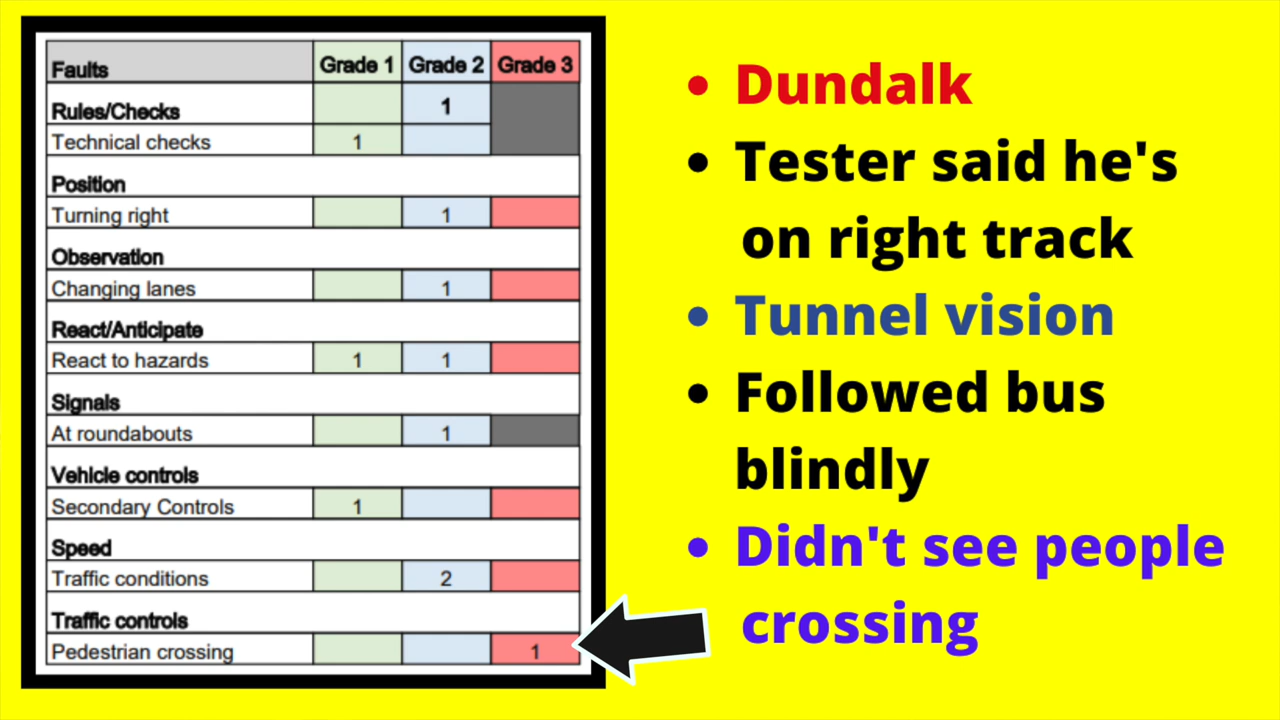 Faults Grade 1 Grade 2 Grade 3
Rules/Checks 1
Technical checks 1
Position
Turning right 1
Observation
Changing lanes 1
React/Anticipate
React to hazards 1 1
Signals
At roundabouts 1
Vehicle controls
Secondary Controls 1
Speed
Traffic conditions 2
Traffic controls
Pedestrian crossing 1
• Dundalk
• Tester said he's
on right track
• Tunnel vision
• Followed bus
blindly
• Didn't see people
crossing